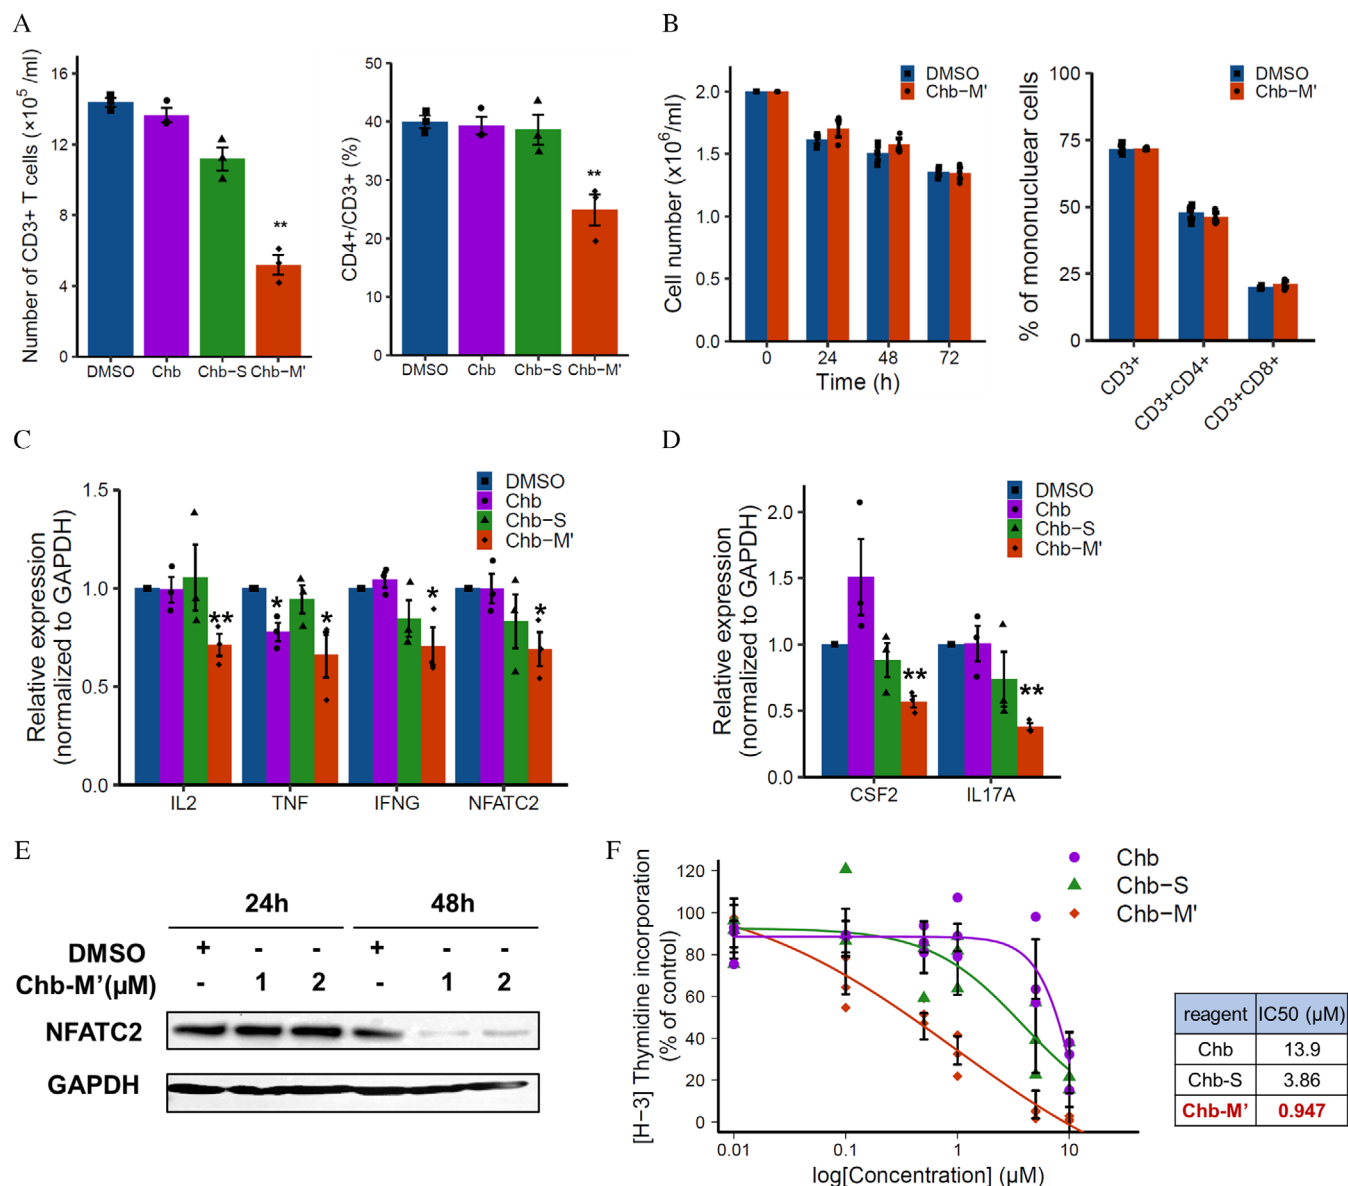 A
Number of CD3+ T cells (×10⁵ /ml)
16
12
8
4
0
**
DMSO Chb Chb−S Chb−M'
CD4+/CD3+ (%)
50
40
30
20
10
0
**
DMSO Chb Chb−S Chb−M'
B
DMSO
Chb−M'
Cell number (x10⁶/ml)
2.0
1.5
1.0
0.5
0.0
0 24 48 72
Time (h)
DMSO
Chb−M'
% of mononuclear cells
100
75
50
25
0
CD3+
CD3+CD4+
CD3+CD8+
C
DMSO
Chb
Chb−S
Chb−M'
Relative expression
(normalized to GAPDH)
1.5
1.0
0.5
0.0
** * * * *
IL2 TNF IFNG NFATC2
D
DMSO
Chb
Chb−S
Chb−M'
Relative expression
(normalized to GAPDH)
2.0
1.5
1.0
0.5
0.0
** **
CSF2 IL17A
E
24h 48h
DMSO + - - + - -
Chb-M’(μM) - 1 2 - 1 2
NFATC2
GAPDH
F
Chb
Chb−S
Chb−M'
[H−3] Thymidine incorporation
(% of control)
120
100
80
60
40
20
0
0.01 0.1 1 10
log[Concentration] (μM)
reagent IC50 (μM)
Chb 13.9
Chb-S 3.86
Chb-M’ 0.947